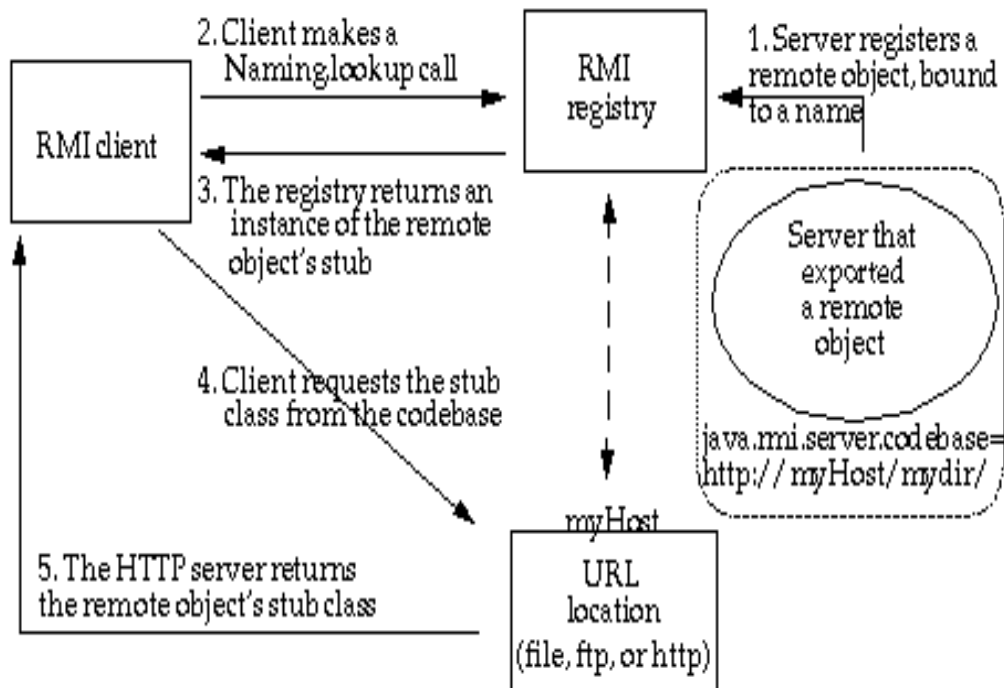 2. Client makes a
Naming.lookup call
RMI
registry
1. Server registers a
remote object, bound
to a name
RMI client
3. The registry returns an
instance of the remote
object's stub
Server that
exported
a remote
object
4. Client requests the stub
class from the codebase
java.rmi.server.codebase=
http://myHost/mydir/
myHost
URL
location
(file, ftp, or http)
5. The HTTP server returns
the remote object's stub class